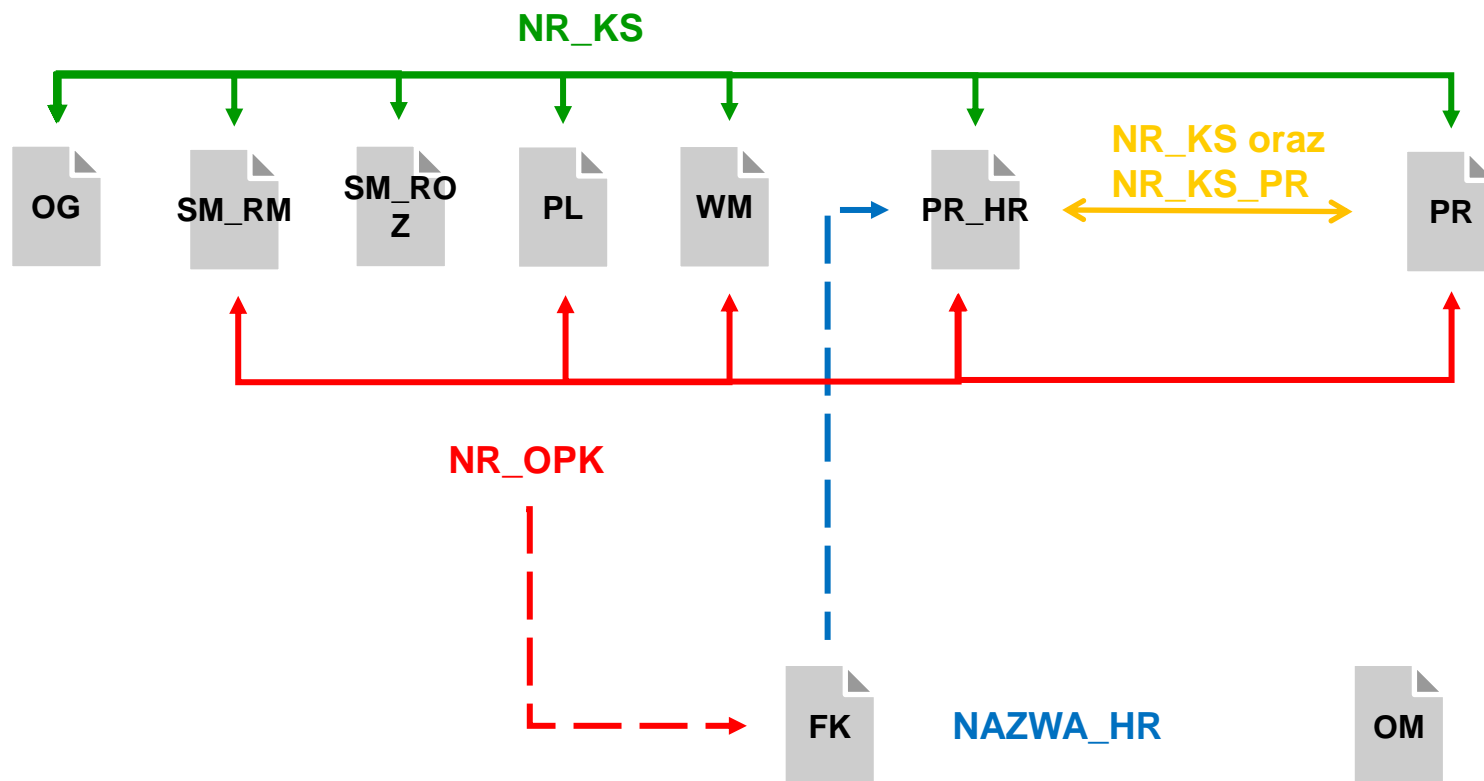 NR_KS
OG
SM_RM
SM_RO
Z
PL
WM
PR_HR
NR_KS oraz
NR_KS_PR
PR
NR_OPK
FK
NAZWA_HR
OM